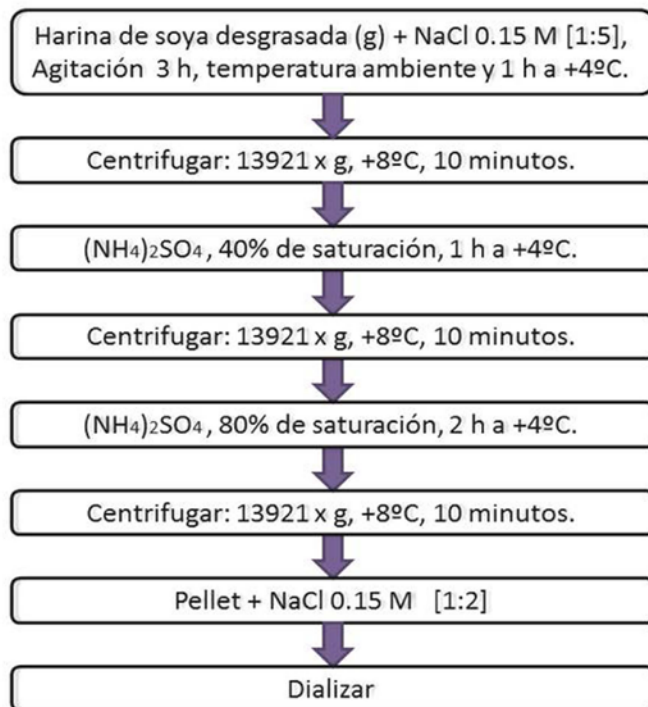 Harina de soya desgrasada (g) + NaCl 0.15 M [1:5],
Agitación 3 h, temperatura ambiente y 1 h a +4ºC.
Centrifugar: 13921 x g, +8ºC, 10 minutos.
(NH₄)₂SO₄, 40% de saturación, 1 h a +4ºC.
Centrifugar: 13921 x g, +8ºC, 10 minutos.
(NH₄)₂SO₄, 80% de saturación, 2 h a +4ºC.
Centrifugar: 13921 x g, +8ºC, 10 minutos.
Pellet + NaCl 0.15 M [1:2]
Dializar